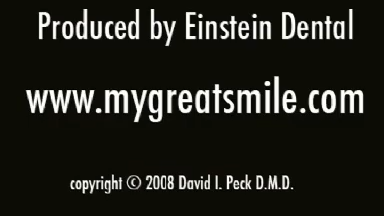 Produced by Einstein Dental
www.mygreatsmile.com
copyright © 2008 David I. Peck D.M.D.